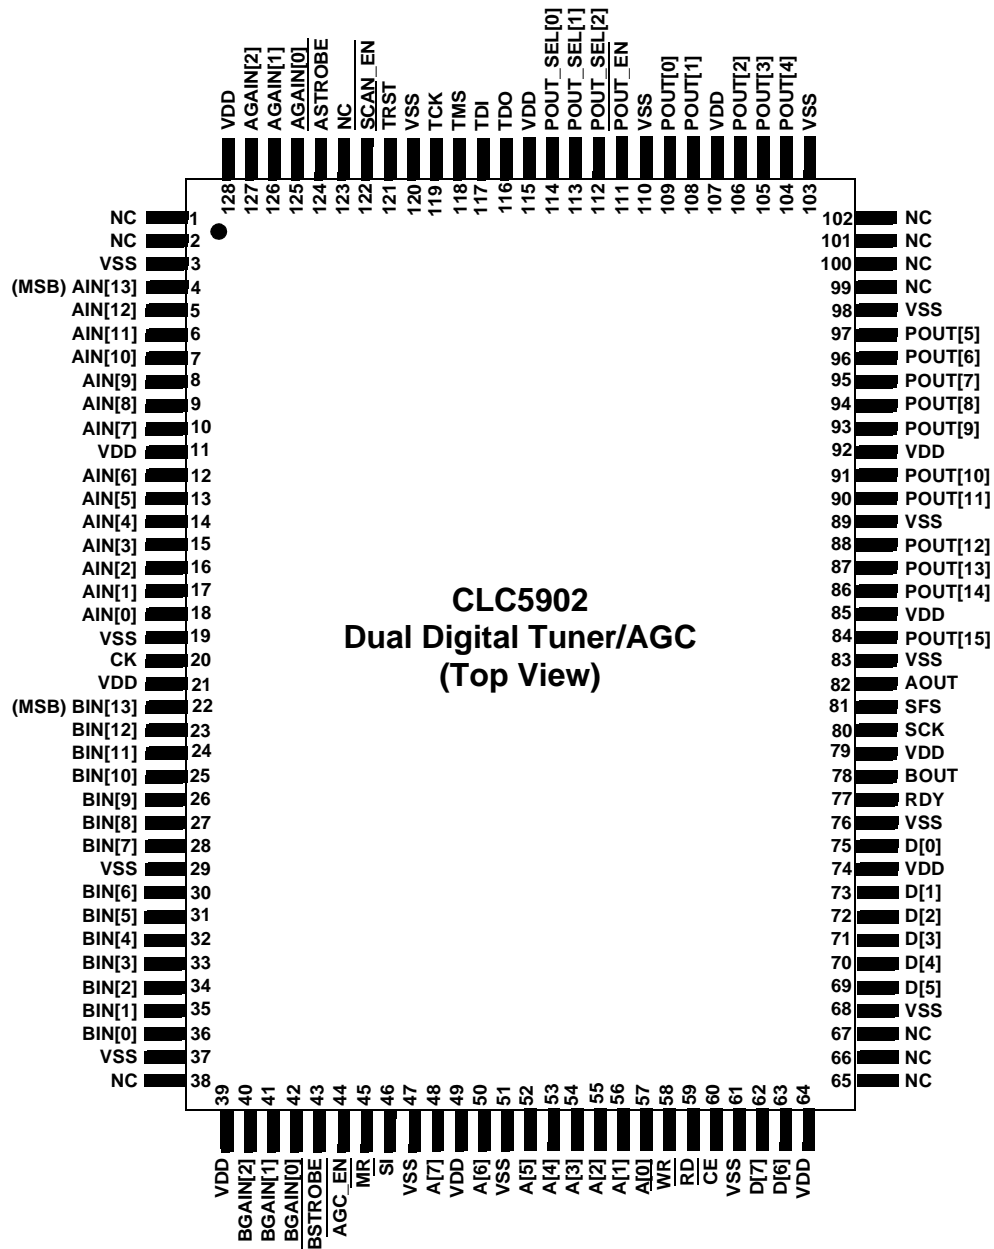 VDD
AGAIN[2]
AGAIN[1]
AGAIN[0]
ASTROBE
NC
SCAN_EN
TRST
VSS
TCK
TMS
TDI
TDO
VDD
POUT_SEL[0]
POUT_SEL[1]
POUT_SEL[2]
POUT_EN
VSS
POUT[0]
POUT[1]
VDD
POUT[2]
POUT[3]
POUT[4]
VSS
128
127
126
125
124
123
122
121
120
119
118
117
116
115
114
113
112
111
110
109
108
107
106
105
104
103
NC 1
NC 2
VSS 3
(MSB) AIN[13] 4
AIN[12] 5
AIN[11] 6
AIN[10] 7
AIN[9] 8
AIN[8] 9
AIN[7] 10
VDD 11
AIN[6] 12
AIN[5] 13
AIN[4] 14
AIN[3] 15
AIN[2] 16
AIN[1] 17
AIN[0] 18
VSS 19
CK 20
VDD 21
(MSB) BIN[13] 22
BIN[12] 23
BIN[11] 24
BIN[10] 25
BIN[9] 26
BIN[8] 27
BIN[7] 28
VSS 29
BIN[6] 30
BIN[5] 31
BIN[4] 32
BIN[3] 33
BIN[2] 34
BIN[1] 35
BIN[0] 36
VSS 37
NC 38
CLC5902
Dual Digital Tuner/AGC
(Top View)
102 NC
101 NC
100 NC
99 NC
98 VSS
97 POUT[5]
96 POUT[6]
95 POUT[7]
94 POUT[8]
93 POUT[9]
92 VDD
91 POUT[10]
90 POUT[11]
89 VSS
88 POUT[12]
87 POUT[13]
86 POUT[14]
85 VDD
84 POUT[15]
83 VSS
82 AOUT
81 SFS
80 SCK
79 VDD
78 BOUT
77 RDY
76 VSS
75 D[0]
74 VDD
73 D[1]
72 D[2]
71 D[3]
70 D[4]
69 D[5]
68 VSS
67 NC
66 NC
65 NC
39
40
41
42
43
44
45
46
47
48
49
50
51
52
53
54
55
56
57
58
59
60
61
62
63
64
VDD
BGAIN[2]
BGAIN[1]
BGAIN[0]
BSTROBE
AGC_EN
MR
SI
VSS
A[7]
VDD
A[6]
VSS
A[5]
A[4]
A[3]
A[2]
A[1]
A[0]
WR
RD
CE
VSS
D[7]
D[6]
VDD